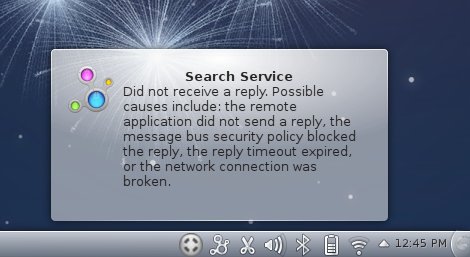 Search Service
Did not receive a reply. Possible
causes include: the remote
application did not send a reply, the
message bus security policy blocked
the reply, the reply timeout expired,
or the network connection was
broken.
12:45 PM